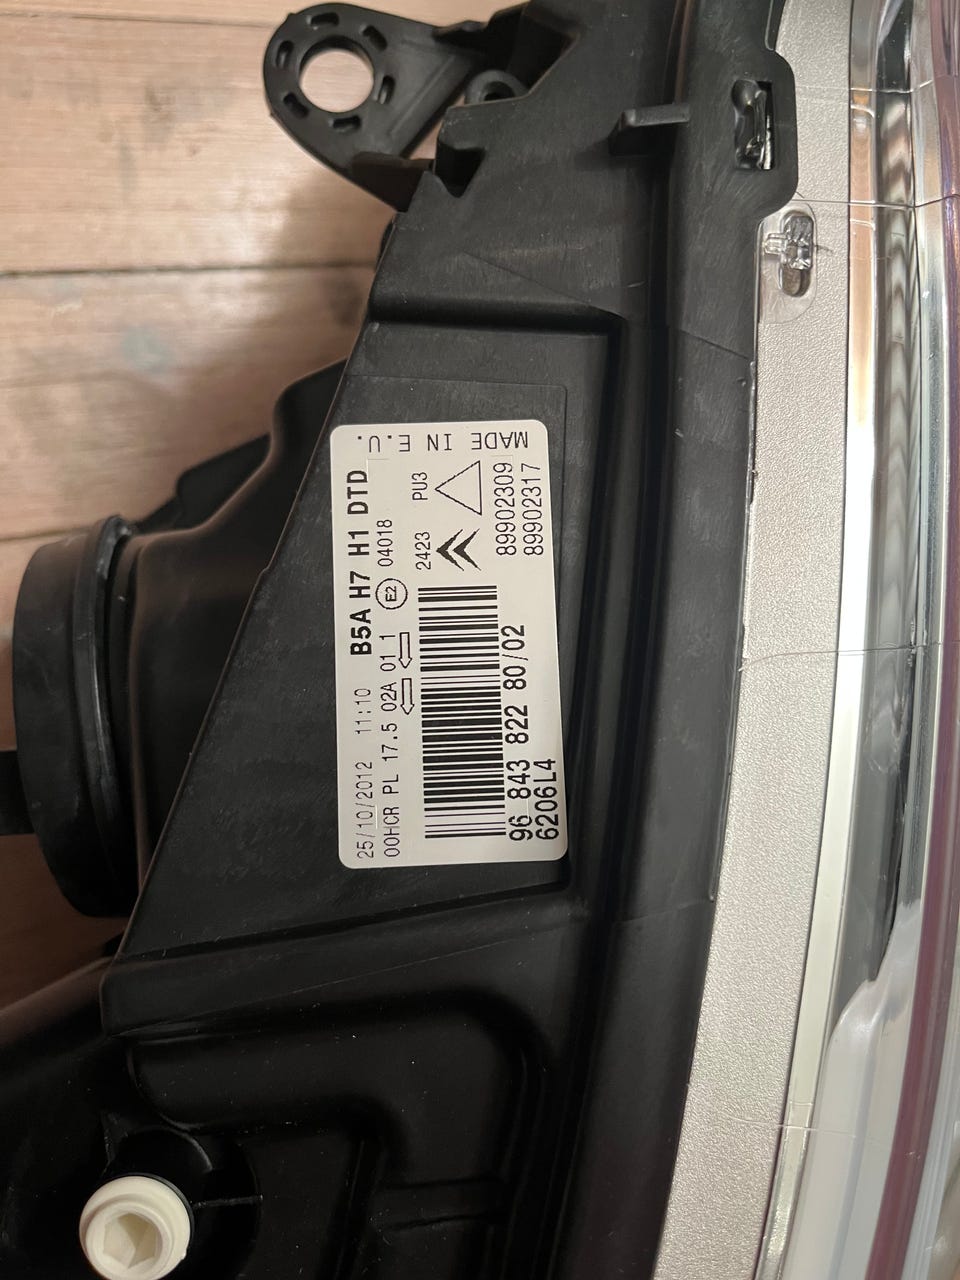 25/10/2012 11:10 B5A H7 H1 DTD
00HCR PL 17.5 02A 01 1 E2 04018
2423 PU3
96 843 822 80/02 89902309
6206L4 89902317
MADE IN E.U.